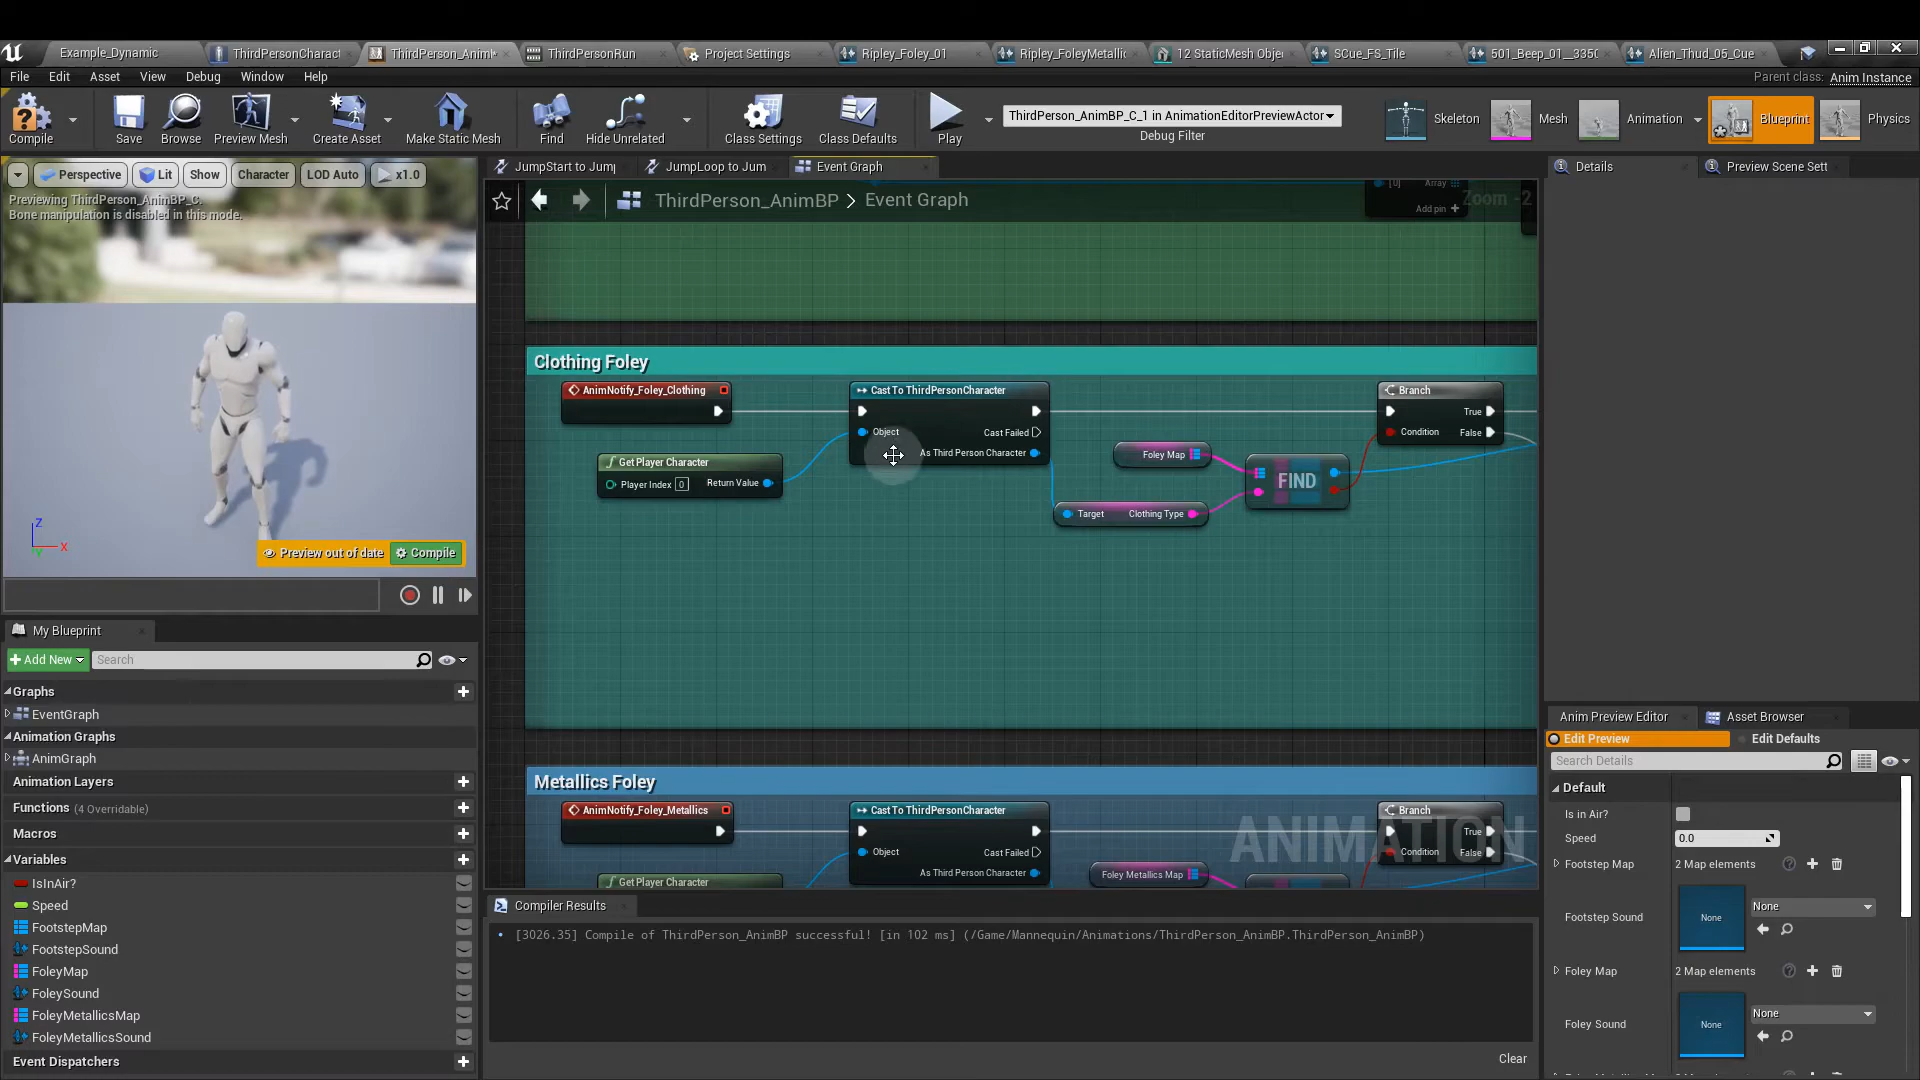 Example_Dynamic
ThirdPersonCharact
ThirdPerson_AnimI
ThirdPersonRun
Project Settings
Ripley_Foley_01
Ripley_FoleyMetallic
12 StaticMesh Obje
SCue_FS_Tile
501_Beep_01__335
Alien_Thud_05_Cue
File Edit Asset View Debug Window Help
Parent class: Anim Instance
Compile
Save
Browse
Preview Mesh
Create Asset
Make Static Mesh
Find
Hide Unrelated
Class Settings
Class Defaults
Play
ThirdPerson_AnimBP_C_1 in AnimationEditorPreviewActor
Debug Filter
Skeleton
Mesh
Animation
Blueprint
Physics
Perspective
Lit
Show
Character
LOD Auto
x1.0
Previewing ThirdPerson_AnimBP_C.
Bone manipulation is disabled in this mode.
Z
X
Y
Preview out of date
Compile
JumpStart to Jump
JumpLoop to Jum
Event Graph
ThirdPerson_AnimBP > Event Graph
[0] Array
Add pin +
Zoom -2
Clothing Foley
AnimNotify_Foley_Clothing
Get Player Character
Player Index 0
Return Value
Cast To ThirdPersonCharacter
Object
Cast Failed
As Third Person Character
Foley Map
Target
Clothing Type
FIND
Branch
True
Condition
False
Metallics Foley
AnimNotify_Foley_Metallics
Get Player Character
Cast To ThirdPersonCharacter
Object
Cast Failed
As Third Person Character
Foley Metallics Map
Branch
True
Condition
False
ANIMATION
Compiler Results
[3026.35] Compile of ThirdPerson_AnimBP successful! [in 102 ms] (/Game/Mannequin/Animations/ThirdPerson_AnimBP.ThirdPerson_AnimBP)
Clear
My Blueprint
+ Add New
Search
Graphs
EventGraph
Animation Graphs
AnimGraph
Animation Layers
Functions (4 Overridable)
Macros
Variables
IsInAir?
Speed
FootstepMap
FootstepSound
FoleyMap
FoleySound
FoleyMetallicsMap
FoleyMetallicsSound
Event Dispatchers
Details
Preview Scene Sett
Anim Preview Editor
Asset Browser
Edit Preview
Edit Defaults
Search Details
Default
Is in Air?
Speed
0.0
Footstep Map
2 Map elements
Footstep Sound
None
None
Foley Map
2 Map elements
Foley Sound
None
None